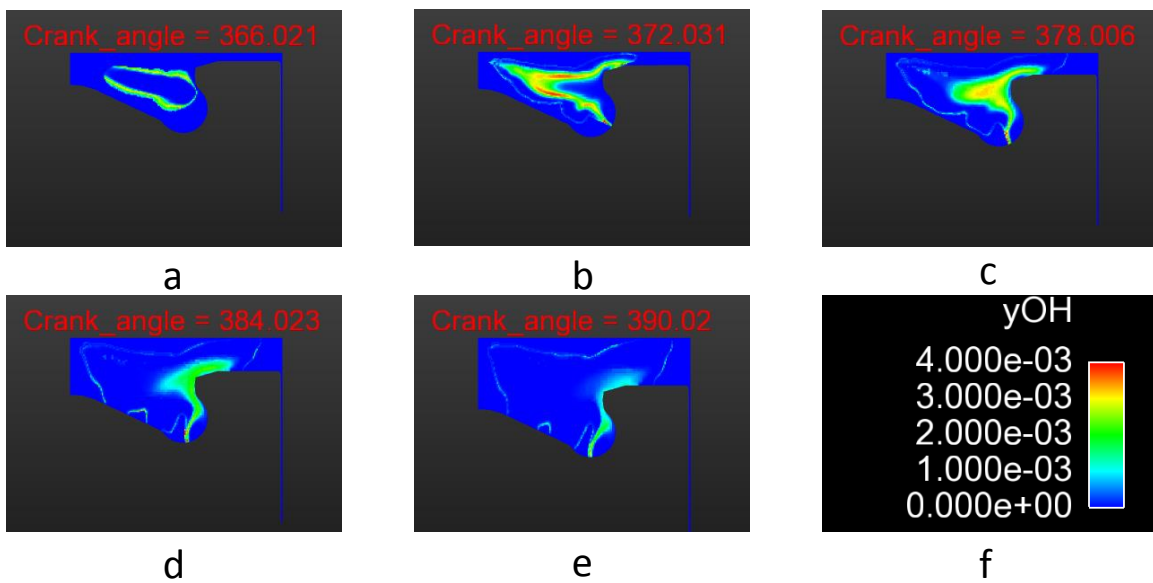 Crank_angle = 366.021
Crank_angle = 372.031
Crank_angle = 378.006
a
b
c
Crank_angle = 384.023
Crank_angle = 390.02
yOH
4.000e-03
3.000e-03
2.000e-03
1.000e-03
0.000e+00
d
e
f